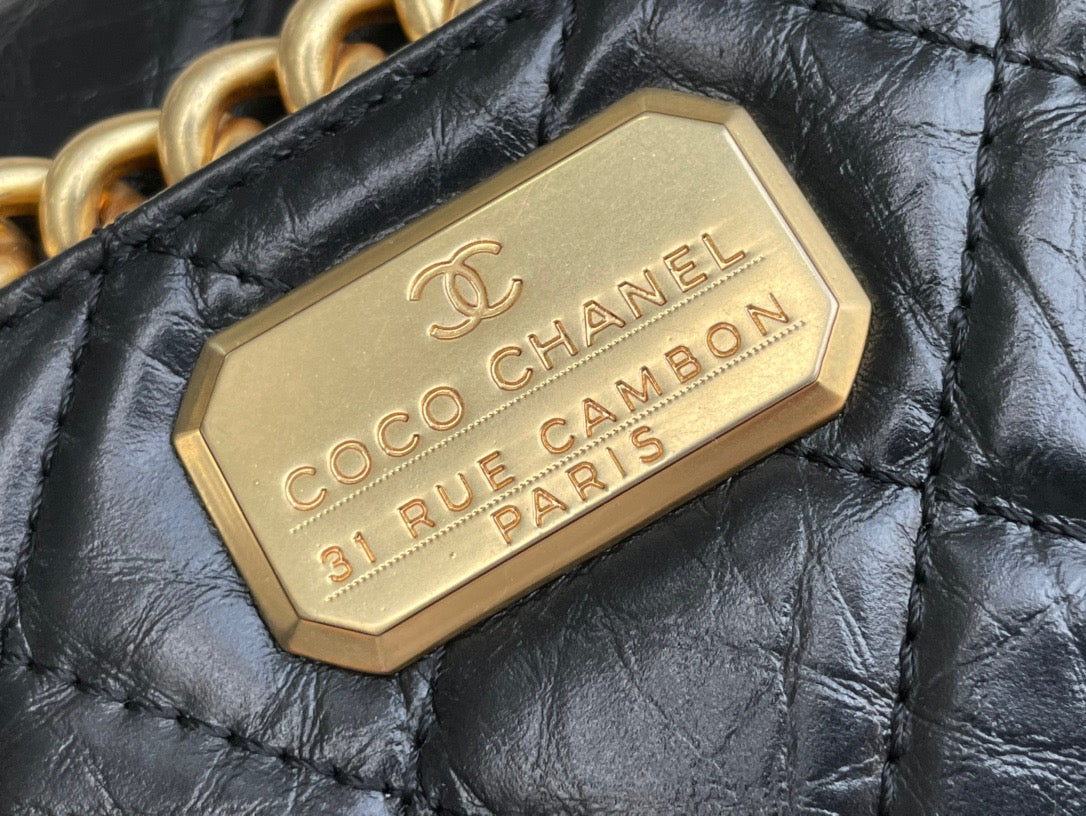 COCO CHANEL
31 RUE CAMBON
PARIS